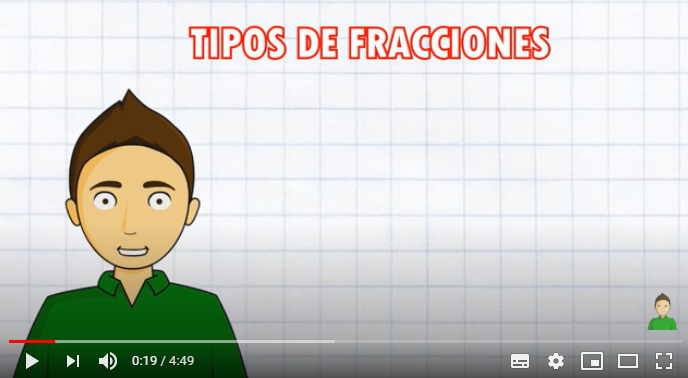 TIPOS DE FRACCIONES
0:19 / 4:49